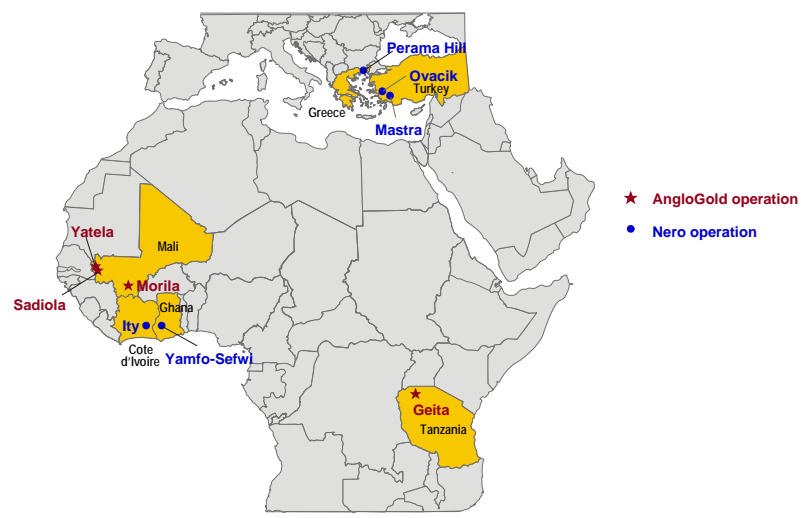 Perama Hill
Ovacik
Turkey
Greece
Mastra
AngloGold operation
Nero operation
Yatela
Mali
Sadiola
Morila
Ghana
Ity
Cote
d'Ivoire
Yamfo-Sefwi
Geita
Tanzania